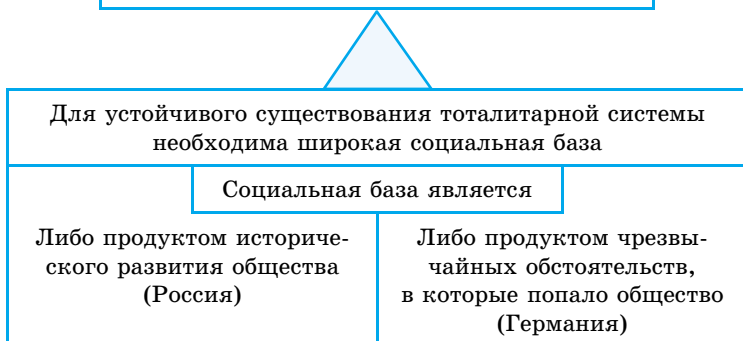 Для устойчивого существования тоталитарной системы
необходима широкая социальная база
Социальная база является
Либо продуктом историче-
ского развития общества
(Россия)
Либо продуктом чрезвы-
чайных обстоятельств,
в которые попало общество
(Германия)